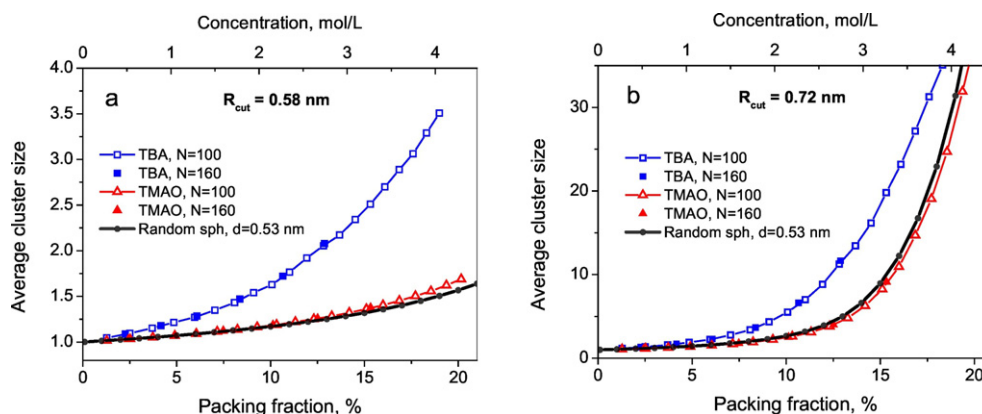 Concentration, mol/L
0 1 2 3 4
4.0
3.5
3.0
2.5
2.0
1.5
1.0
Average cluster size
a
R_cut = 0.58 nm
TBA, N=100
TBA, N=160
TMAO, N=100
TMAO, N=160
Random sph, d=0.53 nm
0 5 10 15 20
Packing fraction, %
Concentration, mol/L
0 1 2 3 4
30
20
10
0
Average cluster size
b
R_cut = 0.72 nm
TBA, N=100
TBA, N=160
TMAO, N=100
TMAO, N=160
Random sph, d=0.53 nm
0 5 10 15 20
Packing fraction, %